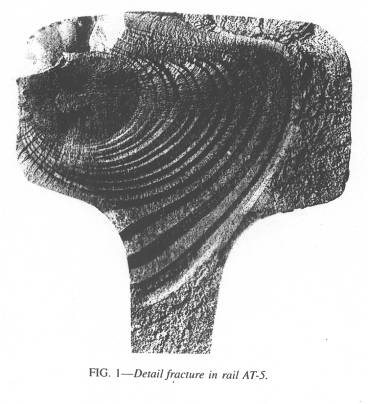 FIG. 1—Detail fracture in rail AT-5.